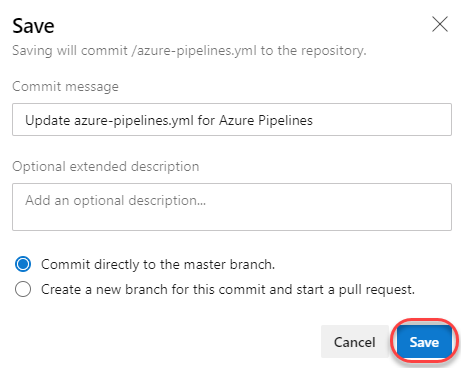 Save
Saving will commit /azure-pipelines.yml to the repository.
Commit message
Update azure-pipelines.yml for Azure Pipelines
Optional extended description
Add an optional description...
Commit directly to the master branch.
Create a new branch for this commit and start a pull request.
Cancel
Save